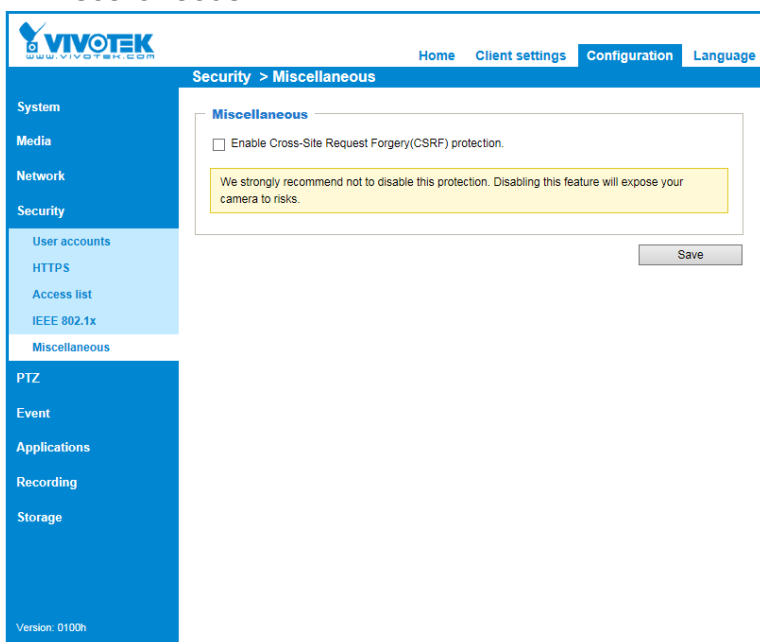 VIVOTEK
www.vivotek.com
Home Client settings Configuration Language
Security > Miscellaneous
System
Media
Network
Security
User accounts
HTTPS
Access list
IEEE 802.1x
Miscellaneous
PTZ
Event
Applications
Recording
Storage
Version: 0100h
Miscellaneous
Enable Cross-Site Request Forgery(CSRF) protection.
We strongly recommend not to disable this protection. Disabling this feature will expose your
camera to risks.
Save